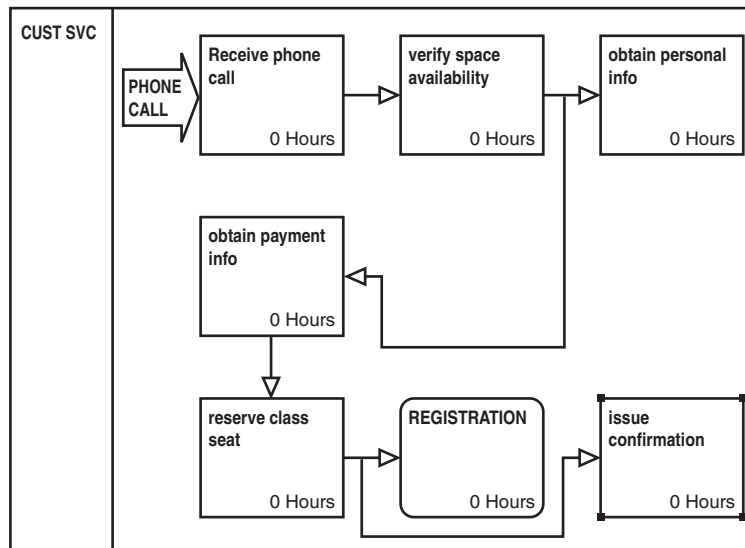 CUST SVC
PHONE
CALL
Receive phone
call
0 Hours
verify space
availability
0 Hours
obtain personal
info
0 Hours
obtain payment
info
0 Hours
reserve class
seat
0 Hours
REGISTRATION
0 Hours
issue
confirmation
0 Hours